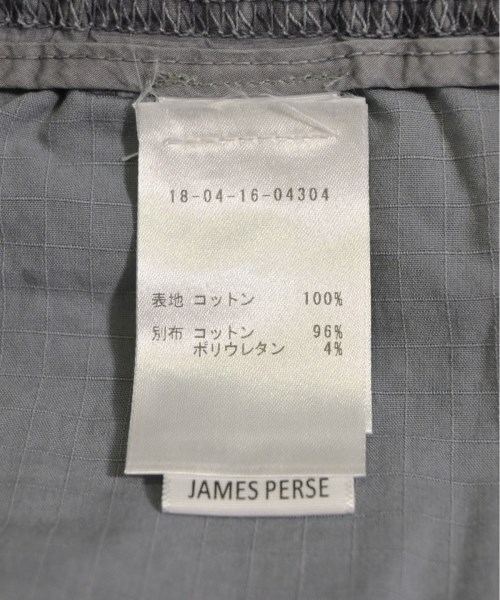 18-04-16-04304
表地 コットン 100%
別布 コットン 96%
ポリウレタン 4%
JAMES PERSE